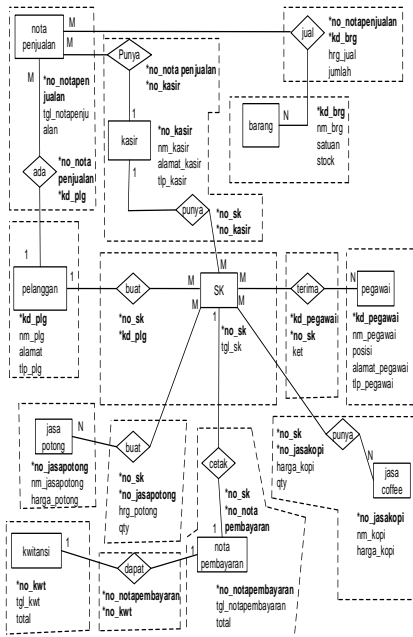 nota
penjualan
M
M
M
*no_notapen
jualan
tgl_notapenju
alan
Punya
*no_nota penjualan
*no_kasir
jual
*no_notapenjualan
*kd_brg
hrg_jual
jumlah
1
kasir
*no_kasir
nm_kasir
alamat_kasir
tlp_kasir
1
N
barang
*kd_brg
nm_brg
satuan
stock
ada
*no_nota
penjualan
*kd_plg
punya
*no_sk
*no_kasir
1
pelanggan
1
*kd_plg
nm_plg
alamat
tlp_plg
buat
*no_sk
*kd_plg
M
M
SK
M
M
M
1
*no_sk
tgl_sk
terima
*kd_pegawai
*no_sk
ket
N
pegawai
*kd_pegawai
nm_pegawai
posisi
alamat_pegawai
tlp_pegawai
jasa
potong
N
*no_jasapotong
nm_jasapotong
harga_potong
buat
*no_sk
*no_jasapotong
hrg_potong
qty
cetak
*no_sk
*no_nota
pembayaran
punya
*no_sk
*no_jasakopi
harga_kopi
qty
N
jasa
coffee
*no_jasakopi
nm_kopi
harga_kopi
kwitansi
1
*no_kwt
tgl_kwt
total
dapat
*no_notapembayaran
*no_kwt
1
1
nota
pembayaran
*no_notapembayaran
tgl_notapembayaran
total